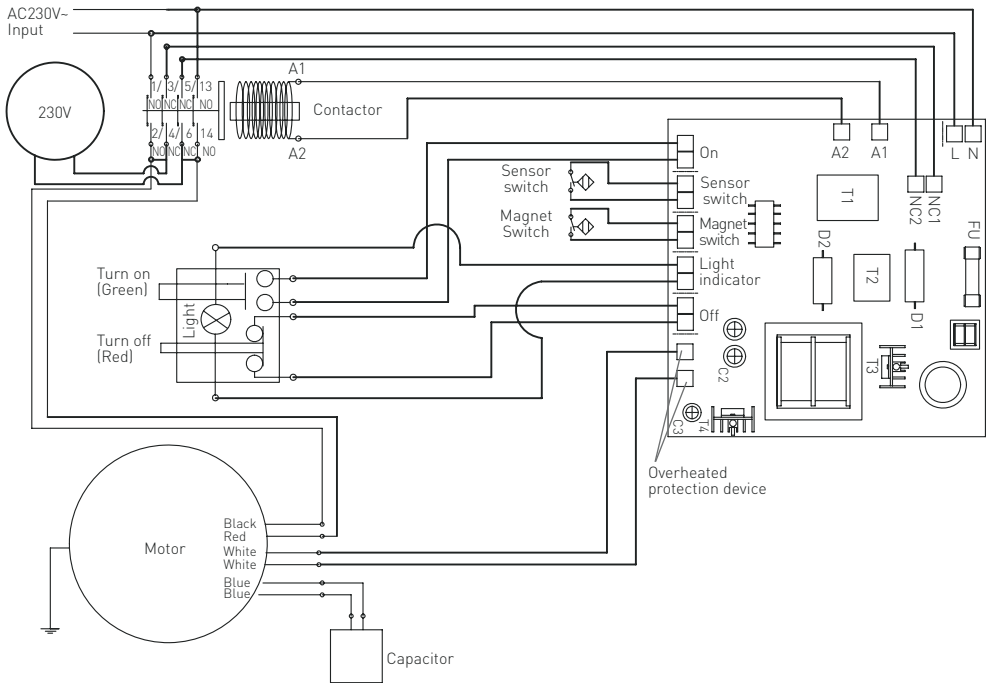 AC230V~
Input
230V
1/ 3/ 5/ 13
NO NC NC NO
2/ 4/ 6 14
NO NC NC NO
A1
Contactor
A2
On
Sensor
switch
Sensor
switch
Magnet
Switch
Magnet
switch
Light
indicator
Off
A2 A1
L N
T1
NC2 NC1
D2
T2
D1
FU
C2
T3
C3
T4
Overheated
protection device
Turn on
(Green)
Light
Turn off
(Red)
Motor
Black
Red
White
White
Blue
Blue
Capacitor